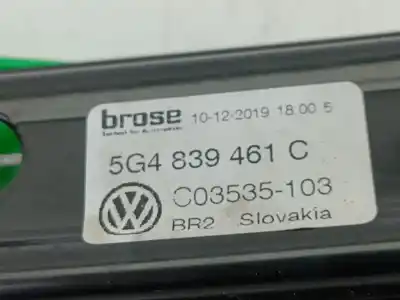 brose 10-12-2019 18:00 5
5G4 839 461 C
C03535-103
BR2 Slovakia